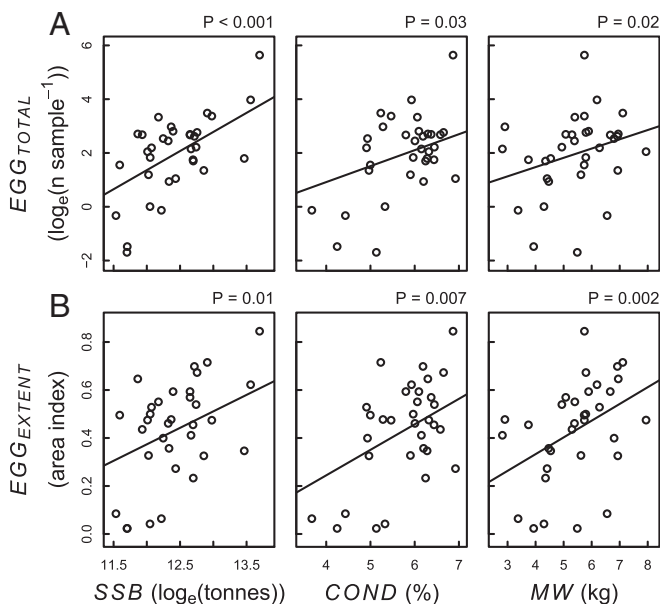 A
P < 0.001
P = 0.03
P = 0.02
EGG_TOTAL
(log_e(n sample^−1))
6
4
2
0
−2
B
P = 0.01
P = 0.007
P = 0.002
EGG_EXTENT
(area index)
0.8
0.6
0.4
0.2
0.0
11.5 12.5 13.5
4 5 6 7
3 4 5 6 7 8
SSB (log_e(tonnes))
COND (%)
MW (kg)